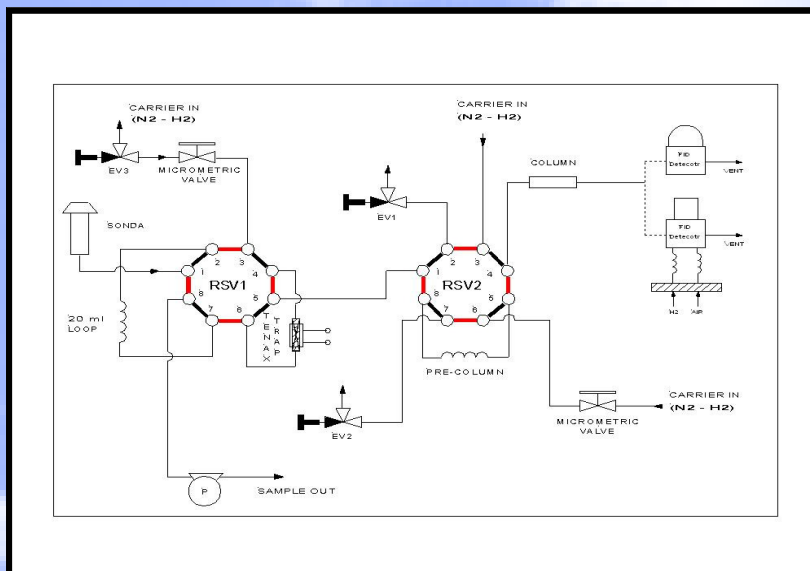 CARRIER IN
(N2 - H2)
EV3
MICROMETRIC
VALVE
SONDA
20 ml
LOOP
1
2
3
4
5
6
7
8
RSV1
TENAX
TRAP
P
SAMPLE OUT
EV1
EV2
CARRIER IN
(N2 - H2)
1
2
3
4
5
6
7
8
RSV2
PRE-COLUMN
COLUMN
FID
Detecotr
VENT
FID
Detecotr
VENT
H2
AIR
CARRIER IN
(N2 - H2)
MICROMETRIC
VALVE